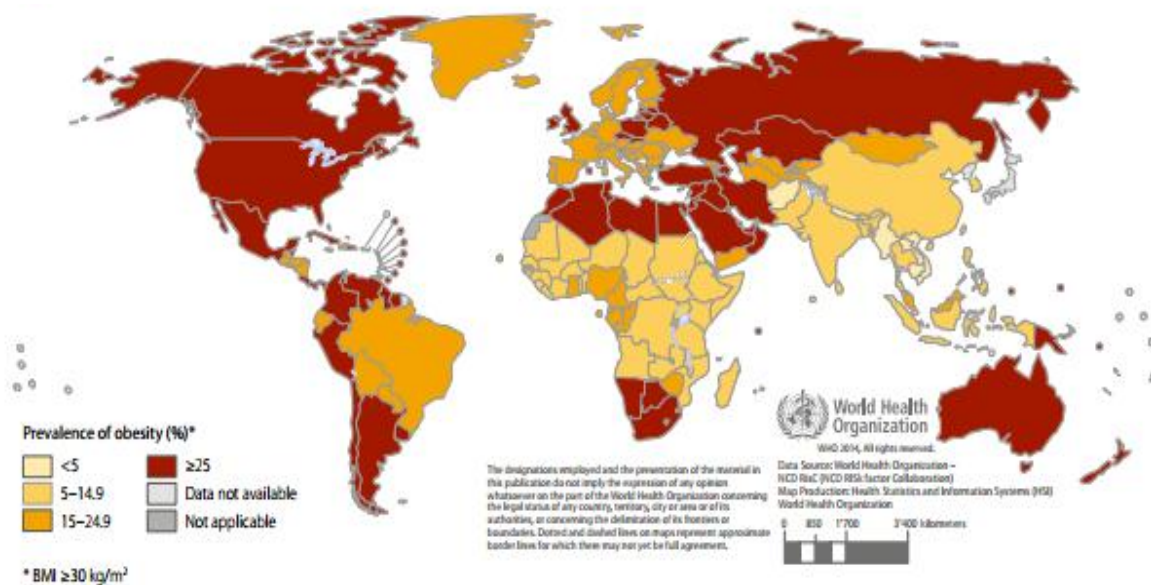 Prevalence of obesity (%)*
<5
5–14.9
15–24.9
≥25
Data not available
Not applicable
* BMI ≥30 kg/m²
The designations employed and the presentation of the material in
this publication do not imply the expression of any opinion
whatsoever on the part of the World Health Organization concerning
the legal status of any country, territory, city or area or of its
authorities, or concerning the delimitation of its frontiers or
boundaries. Dotted and dashed lines on maps represent approximate
border lines for which there may not yet be full agreement.
World Health
Organization
WHO 2014, All rights reserved.
Data Source: World Health Organization –
NCD RisC (NCD RISk factor Collaboration)
Map Production: Health Statistics and Information Systems (HSI)
World Health Organization
0 850 1'700 3'400 kilometers